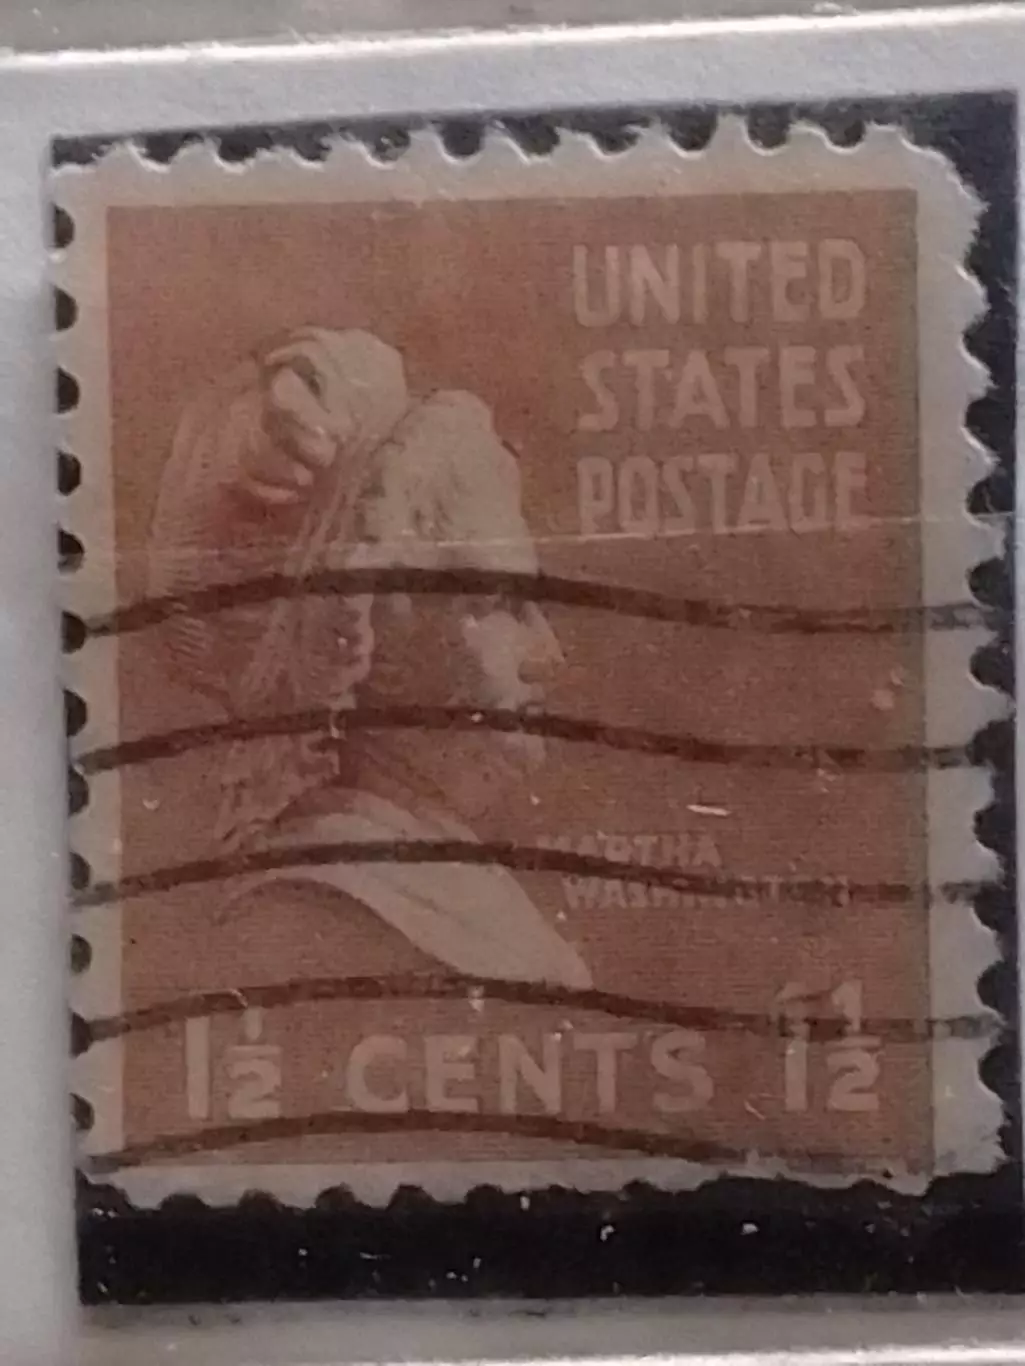 UNITED
STATES
POSTAGE
MARTHA
WASHINGTON
1½ CENTS 1½